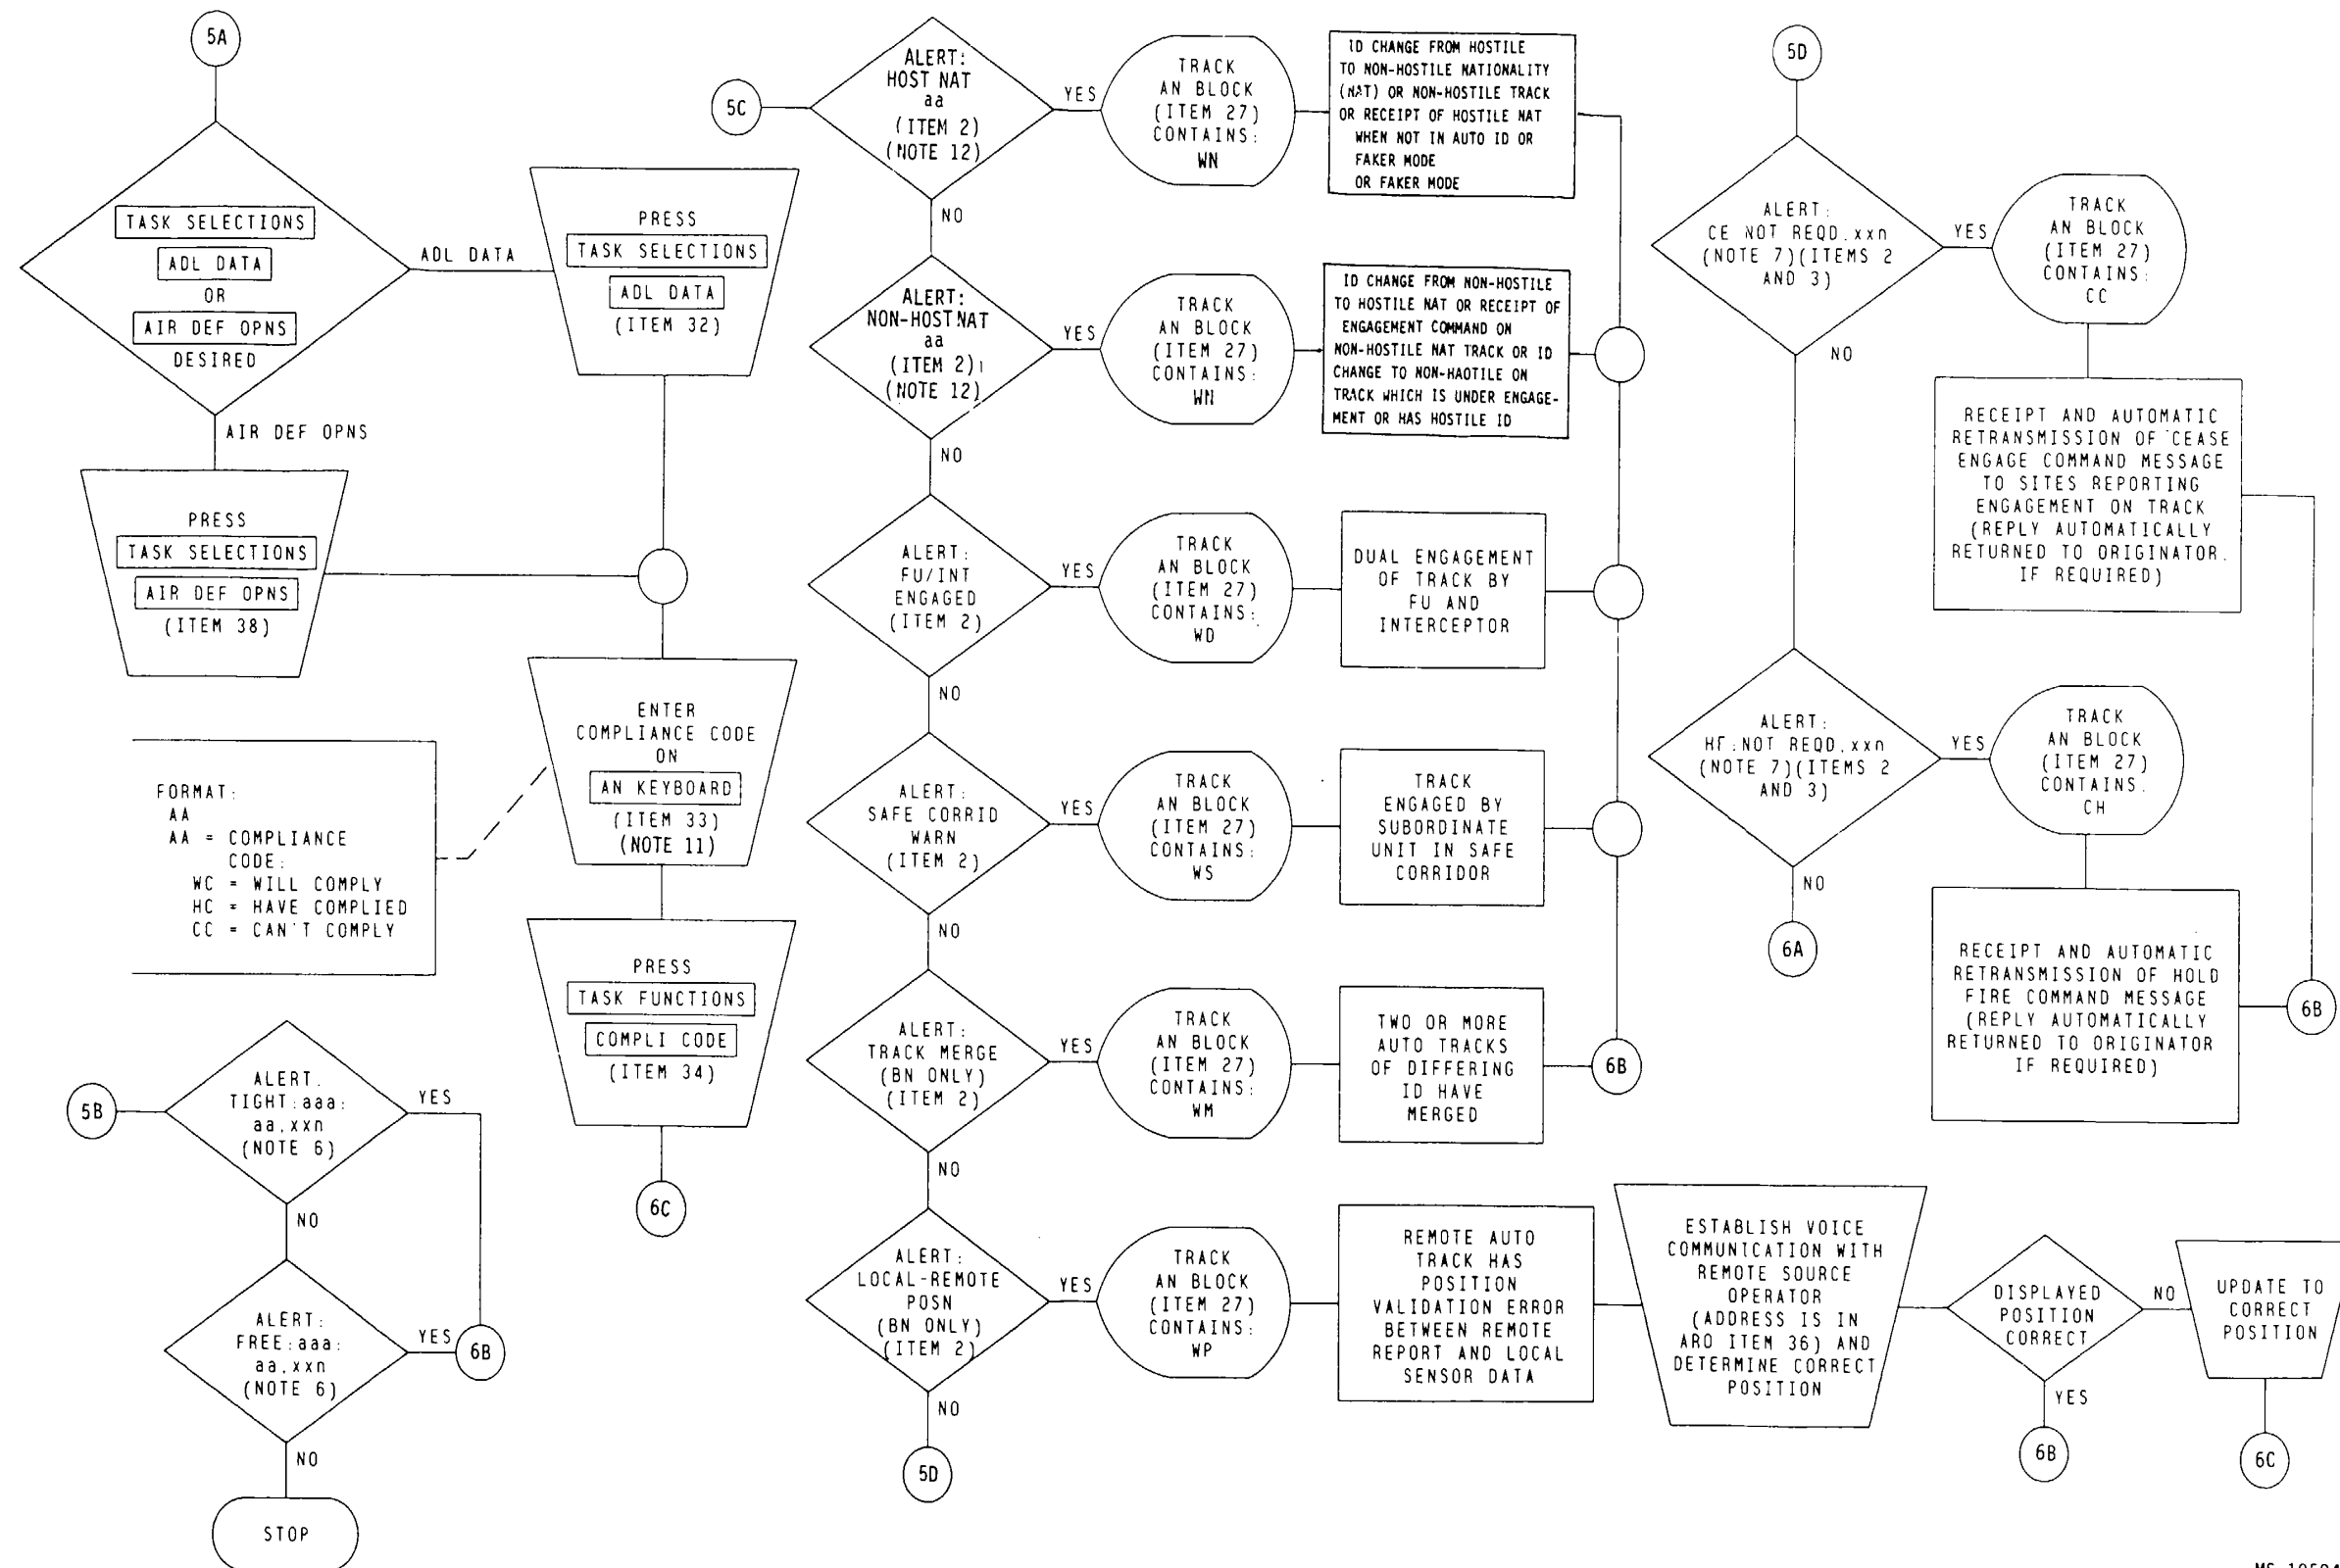 5A
TASK SELECTIONS
ADL DATA
OR
AIR DEF OPNS
DESIRED
ADL DATA
AIR DEF OPNS
PRESS
TASK SELECTIONS
ADL DATA
(ITEM 32)
PRESS
TASK SELECTIONS
AIR DEF OPNS
(ITEM 38)
ENTER
COMPLIANCE CODE
ON
AN KEYBOARD
(ITEM 33)
(NOTE 11)
FORMAT:
AA
AA = COMPLIANCE
CODE:
WC = WILL COMPLY
HC = HAVE COMPLIED
CC = CAN'T COMPLY
PRESS
TASK FUNCTIONS
COMPLI CODE
(ITEM 34)
6C
5B
ALERT.
TIGHT:aaa:
aa,xxn
(NOTE 6)
YES
NO
ALERT:
FREE:aaa:
aa,xxn
(NOTE 6)
YES
6B
NO
STOP
5C
ALERT:
HOST NAT
aa
(ITEM 2)
(NOTE 12)
YES
TRACK
AN BLOCK
(ITEM 27)
CONTAINS:
WN
ID CHANGE FROM HOSTILE
TO NON-HOSTILE NATIONALITY
(NAT) OR NON-HOSTILE TRACK
OR RECEIPT OF HOSTILE NAT
WHEN NOT IN AUTO ID OR
FAKER MODE
OR FAKER MODE
NO
ALERT:
NON-HOST NAT
aa
(ITEM 2)
(NOTE 12)
YES
TRACK
AN BLOCK
(ITEM 27)
CONTAINS:
WN
ID CHANGE FROM NON-HOSTILE
TO HOSTILE NAT OR RECEIPT OF
ENGAGEMENT COMMAND ON
NON-HOSTILE NAT TRACK OR ID
CHANGE TO NON-HAOTILE ON
TRACK WHICH IS UNDER ENGAGE-
MENT OR HAS HOSTILE ID
NO
ALERT:
FU/INT
ENGAGED
(ITEM 2)
YES
TRACK
AN BLOCK
(ITEM 27)
CONTAINS:
WD
DUAL ENGAGEMENT
OF TRACK BY
FU AND
INTERCEPTOR
NO
ALERT:
SAFE CORRID
WARN
(ITEM 2)
YES
TRACK
AN BLOCK
(ITEM 27)
CONTAINS:
WS
TRACK
ENGAGED BY
SUBORDINATE
UNIT IN SAFE
CORRIDOR
NO
ALERT:
TRACK MERGE
(BN ONLY)
(ITEM 2)
YES
TRACK
AN BLOCK
(ITEM 27)
CONTAINS:
WM
TWO OR MORE
AUTO TRACKS
OF DIFFERING
ID HAVE
MERGED
6B
NO
ALERT:
LOCAL-REMOTE
POSN
(BN ONLY)
(ITEM 2)
YES
TRACK
AN BLOCK
(ITEM 27)
CONTAINS:
WP
REMOTE AUTO
TRACK HAS
POSITION
VALIDATION ERROR
BETWEEN REMOTE
REPORT AND LOCAL
SENSOR DATA
ESTABLISH VOICE
COMMUNICATION WITH
REMOTE SOURCE
OPERATOR
(ADDRESS IS IN
ARO ITEM 36) AND
DETERMINE CORRECT
POSITION
DISPLAYED
POSITION
CORRECT
NO
UPDATE TO
CORRECT
POSITION
YES
6B
6C
NO
5D
5D
ALERT:
CE NOT REQD,xxn
(NOTE 7)(ITEMS 2
AND 3)
YES
TRACK
AN BLOCK
(ITEM 27)
CONTAINS:
CC
NO
RECEIPT AND AUTOMATIC
RETRANSMISSION OF CEASE
ENGAGE COMMAND MESSAGE
TO SITES REPORTING
ENGAGEMENT ON TRACK
(REPLY AUTOMATICALLY
RETURNED TO ORIGINATOR.
IF REQUIRED)
ALERT:
HF:NOT REQD,xxn
(NOTE 7)(ITEMS 2
AND 3)
YES
TRACK
AN BLOCK
(ITEM 27)
CONTAINS.
CH
NO
6A
RECEIPT AND AUTOMATIC
RETRANSMISSION OF HOLD
FIRE COMMAND MESSAGE
(REPLY AUTOMATICALLY
RETURNED TO ORIGINATOR
IF REQUIRED)
6B